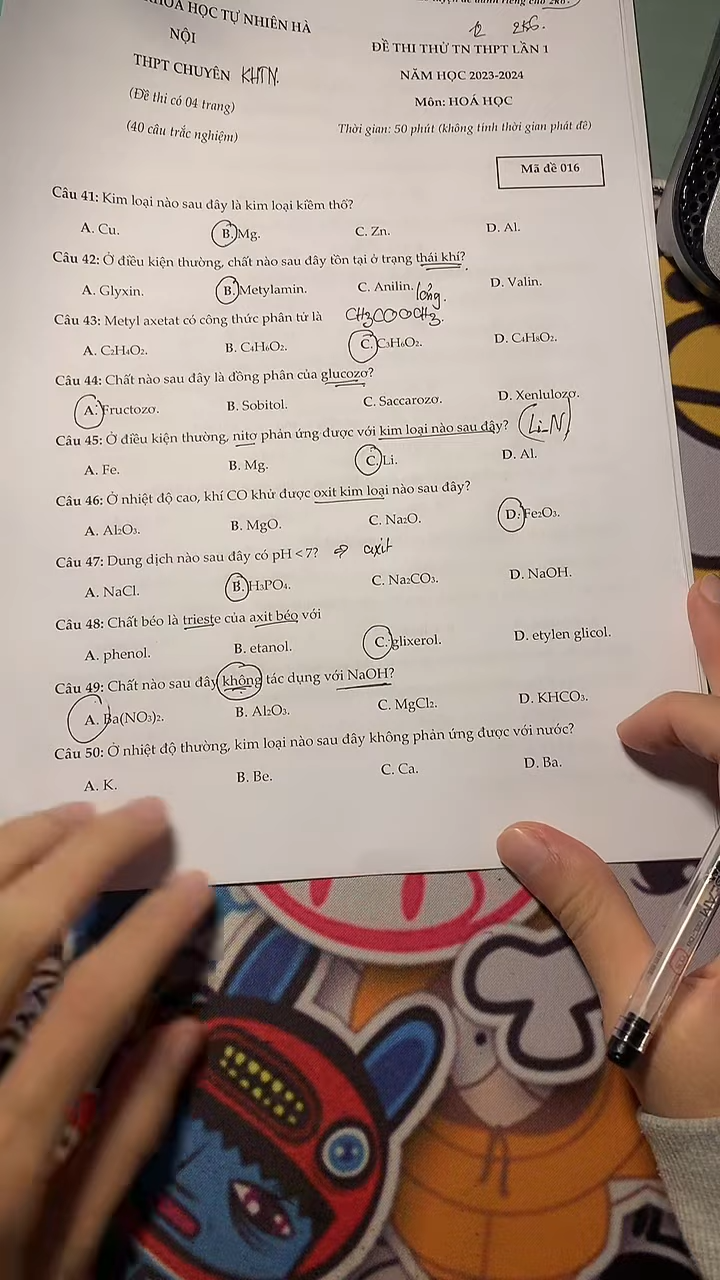 HOÁ HỌC TỰ NHIÊN HÀ
NỘI
THPT CHUYÊN KHTN.
(Đề thi có 04 trang)
(40 câu trắc nghiệm)
12 2K6.
ĐỀ THI THỬ TN THPT LẦN 1
NĂM HỌC 2023-2024
Môn: HOÁ HỌC
Thời gian: 50 phút (không tính thời gian phát đề)
Mã đề 016
Câu 41: Kim loại nào sau đây là kim loại kiềm thổ?
A. Cu. B. Mg. C. Zn. D. Al.
Câu 42: Ở điều kiện thường, chất nào sau đây tồn tại ở trạng thái khí?
A. Glyxin. B. Metylamin. C. Anilin. lỏng. D. Valin.
Câu 43: Metyl axetat có công thức phân tử là CH3COOCH3.
A. C₂H₄O₂. B. C₄H₆O₂. C. C₃H₆O₂. D. C₄H₈O₂.
Câu 44: Chất nào sau đây là đồng phân của glucozơ?
A. Fructozơ. B. Sobitol. C. Saccarozơ. D. Xenlulozơ.
Câu 45: Ở điều kiện thường, nitơ phản ứng được với kim loại nào sau đây? (Li-N)
A. Fe. B. Mg. C. Li. D. Al.
Câu 46: Ở nhiệt độ cao, khí CO khử được oxit kim loại nào sau đây?
A. Al₂O₃. B. MgO. C. Na₂O. D. Fe₂O₃.
Câu 47: Dung dịch nào sau đây có pH < 7? ⇒ axit
A. NaCl. B. H₃PO₄. C. Na₂CO₃. D. NaOH.
Câu 48: Chất béo là trieste của axit béo với
A. phenol. B. etanol. C. glixerol. D. etylen glicol.
Câu 49: Chất nào sau đây không tác dụng với NaOH?
A. Ba(NO₃)₂. B. Al₂O₃. C. MgCl₂. D. KHCO₃.
Câu 50: Ở nhiệt độ thường, kim loại nào sau đây không phản ứng được với nước?
A. K. B. Be. C. Ca. D. Ba.